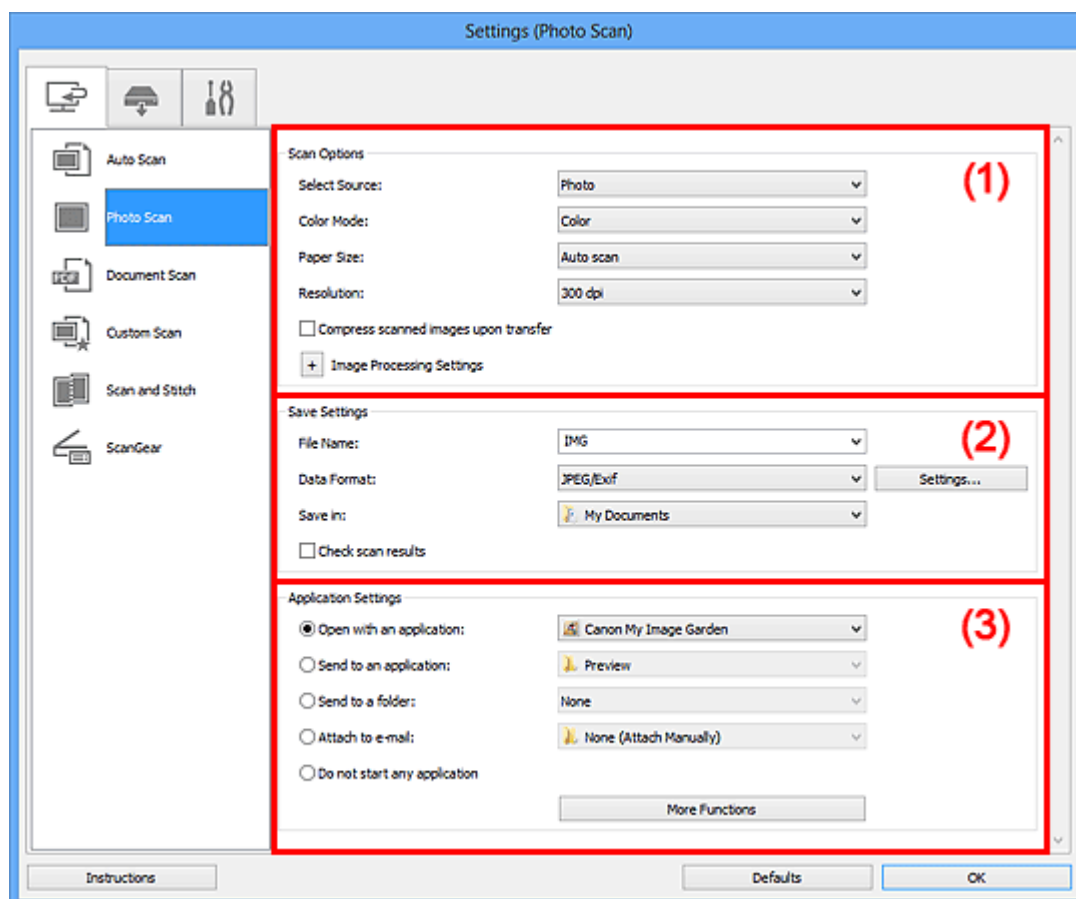 Settings (Photo Scan)
Auto Scan
Photo Scan
Document Scan
Custom Scan
Scan and Stitch
ScanGear
Scan Options
(1)
Select Source: Photo
Color Mode: Color
Paper Size: Auto scan
Resolution: 300 dpi
Compress scanned images upon transfer
+ Image Processing Settings
Save Settings
(2)
File Name: IMG
Data Format: JPEG/Exif Settings...
Save in: My Documents
Check scan results
Application Settings
(3)
Open with an application: Canon My Image Garden
Send to an application: Preview
Send to a folder: None
Attach to e-mail: None (Attach Manually)
Do not start any application
More Functions
Instructions Defaults OK